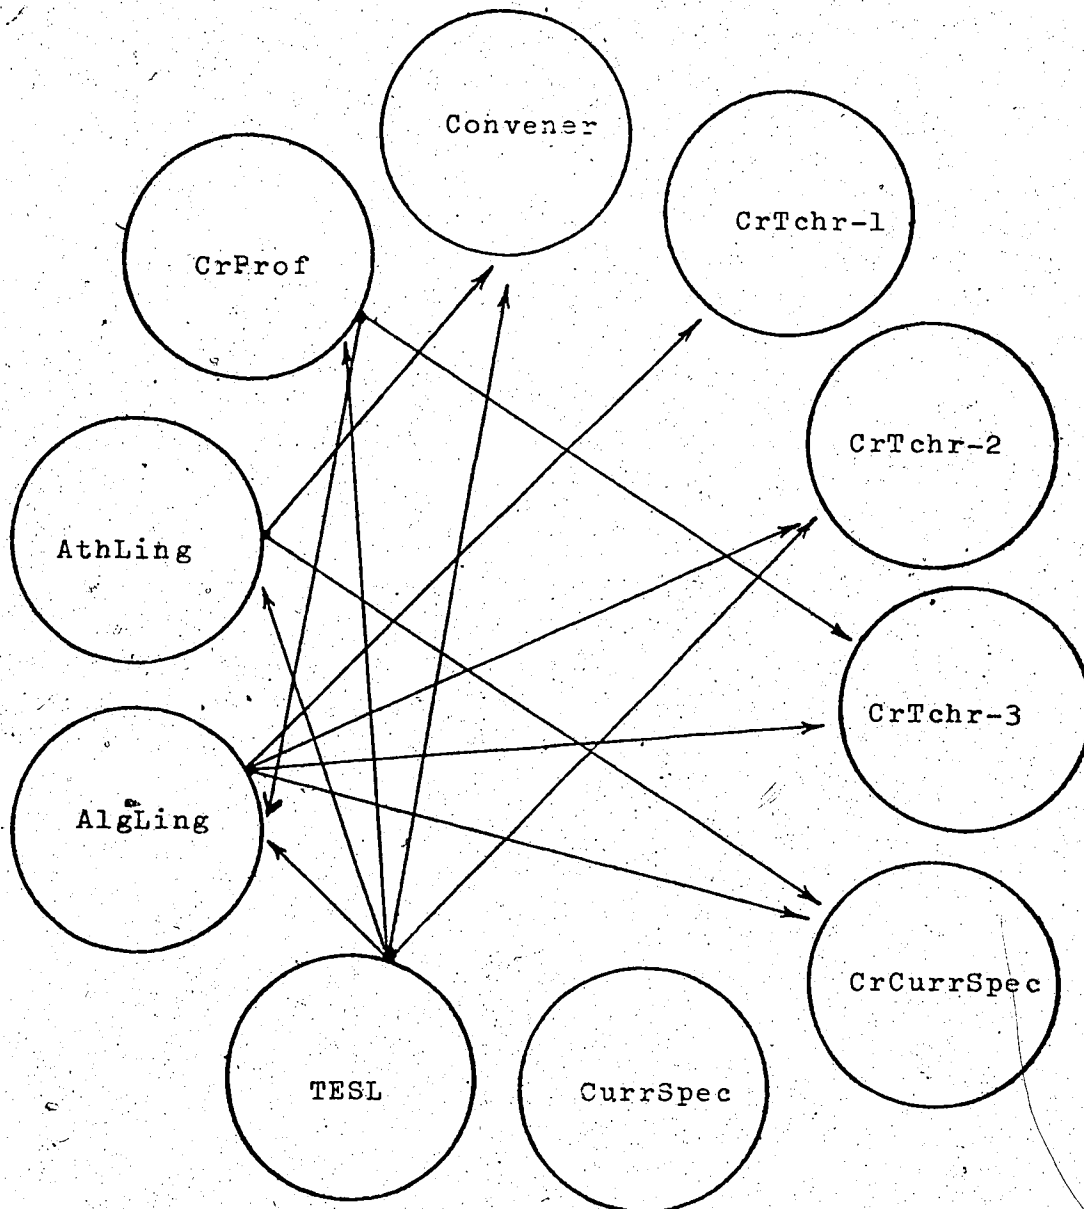 Convener
CrTchr-1
CrProf
CrTchr-2
AthLing
CrTchr-3
AlgLing
CrCurrSpec
TESL
CurrSpec